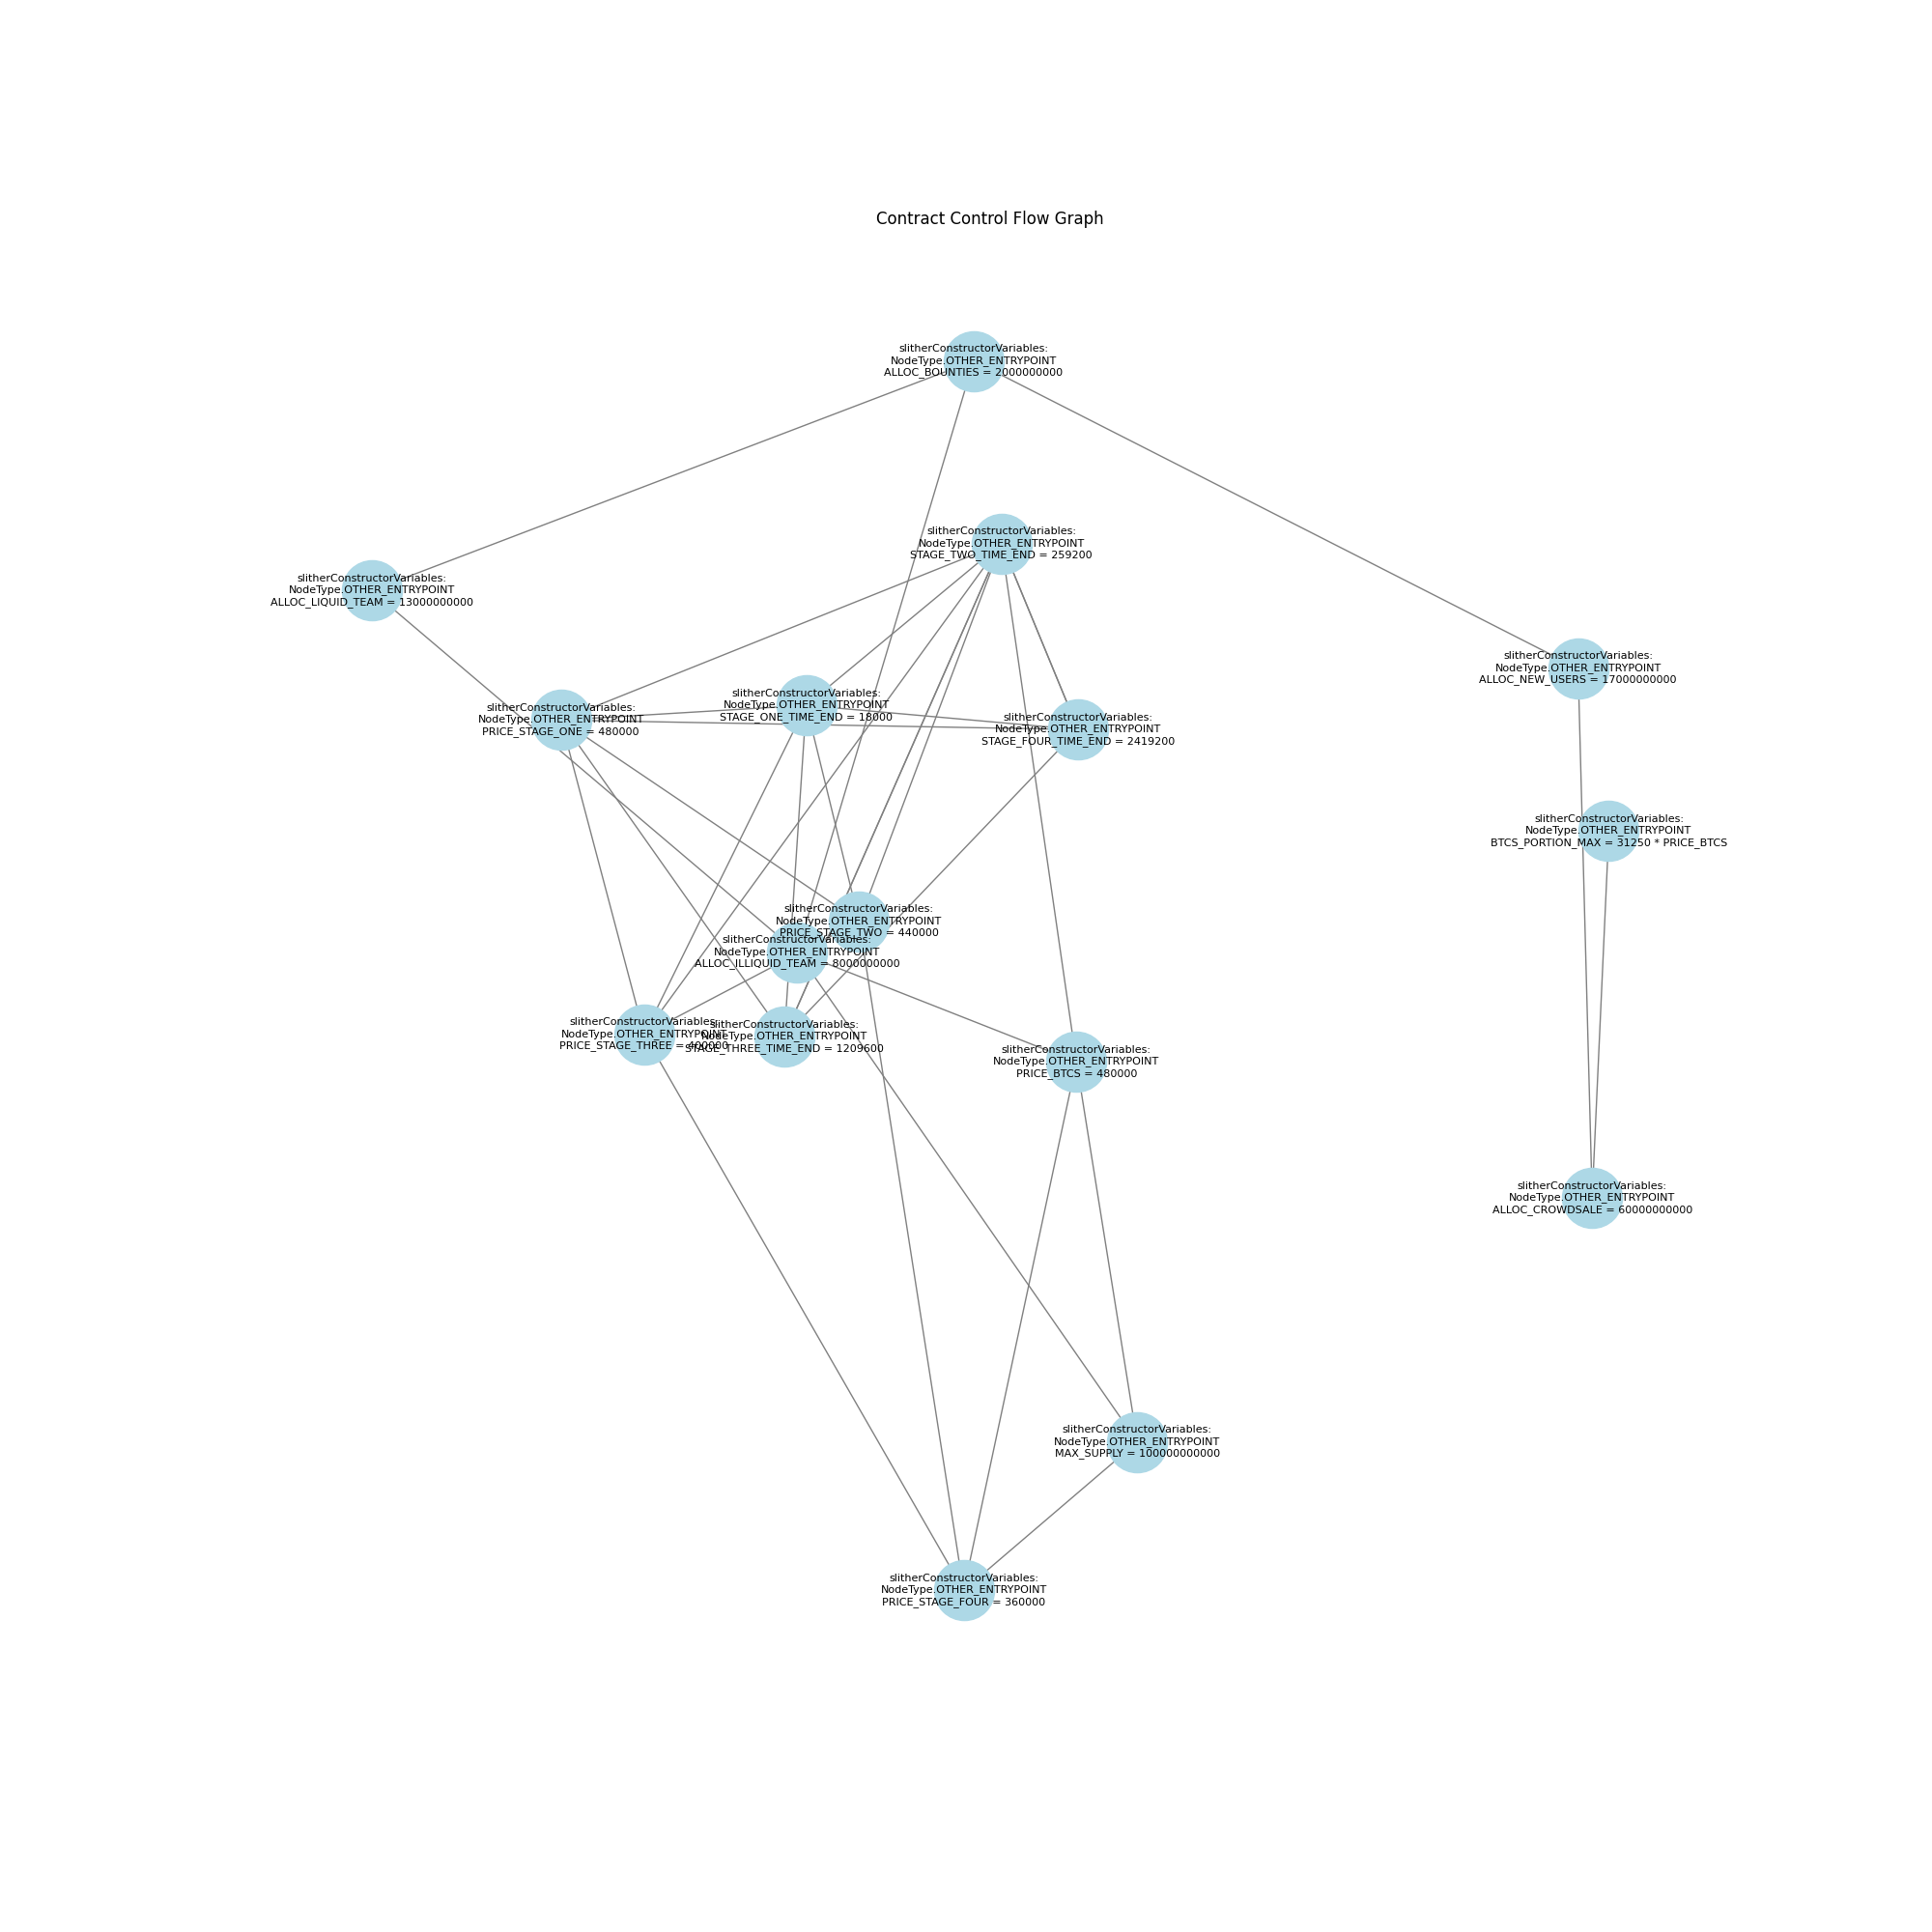 Contract Control Flow Graph
slitherConstructorVariables:
NodeType.OTHER_ENTRYPOINT
ALLOC_BOUNTIES = 2000000000
slitherConstructorVariables:
NodeType.OTHER_ENTRYPOINT
STAGE_TWO_TIME_END = 259200
slitherConstructorVariables:
NodeType.OTHER_ENTRYPOINT
ALLOC_LIQUID_TEAM = 13000000000
slitherConstructorVariables:
NodeType.OTHER_ENTRYPOINT
ALLOC_NEW_USERS = 17000000000
slitherConstructorVariables:
NodeType.OTHER_ENTRYPOINT
PRICE_STAGE_ONE = 480000
slitherConstructorVariables:
NodeType.OTHER_ENTRYPOINT
STAGE_ONE_TIME_END = 18000
slitherConstructorVariables:
NodeType.OTHER_ENTRYPOINT
STAGE_FOUR_TIME_END = 2419200
slitherConstructorVariables:
NodeType.OTHER_ENTRYPOINT
BTCS_PORTION_MAX = 31250 * PRICE_BTCS
slitherConstructorVariables:
NodeType.OTHER_ENTRYPOINT
PRICE_STAGE_TWO = 440000
slitherConstructorVariables:
NodeType.OTHER_ENTRYPOINT
ALLOC_ILLIQUID_TEAM = 8000000000
slitherConstructorVariables:
NodeType.OTHER_ENTRYPOINT
PRICE_STAGE_THREE = 400000
slitherConstructorVariables:
NodeType.OTHER_ENTRYPOINT
STAGE_THREE_TIME_END = 1209600
slitherConstructorVariables:
NodeType.OTHER_ENTRYPOINT
PRICE_BTCS = 480000
slitherConstructorVariables:
NodeType.OTHER_ENTRYPOINT
ALLOC_CROWDSALE = 60000000000
slitherConstructorVariables:
NodeType.OTHER_ENTRYPOINT
MAX_SUPPLY = 100000000000
slitherConstructorVariables:
NodeType.OTHER_ENTRYPOINT
PRICE_STAGE_FOUR = 360000